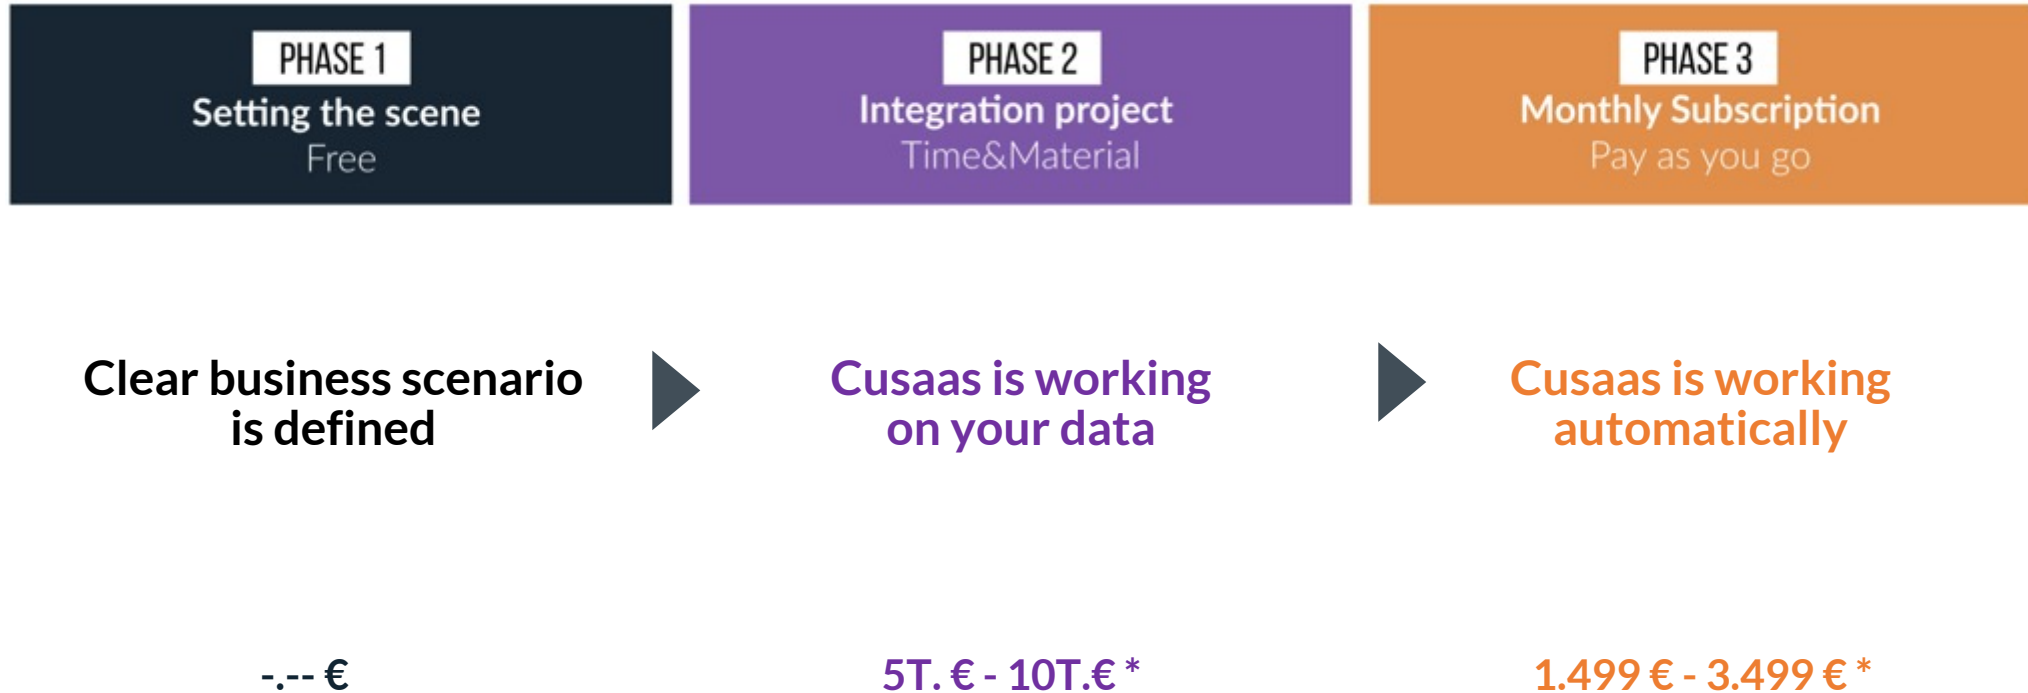 PHASE 1
Setting the scene
Free
PHASE 2
Integration project
Time&Material
PHASE 3
Monthly Subscription
Pay as you go
Clear business scenario
is defined
Cusaas is working
on your data
Cusaas is working
automatically
-.-- €
5T. € - 10T.€ *
1.499 € - 3.499 € *